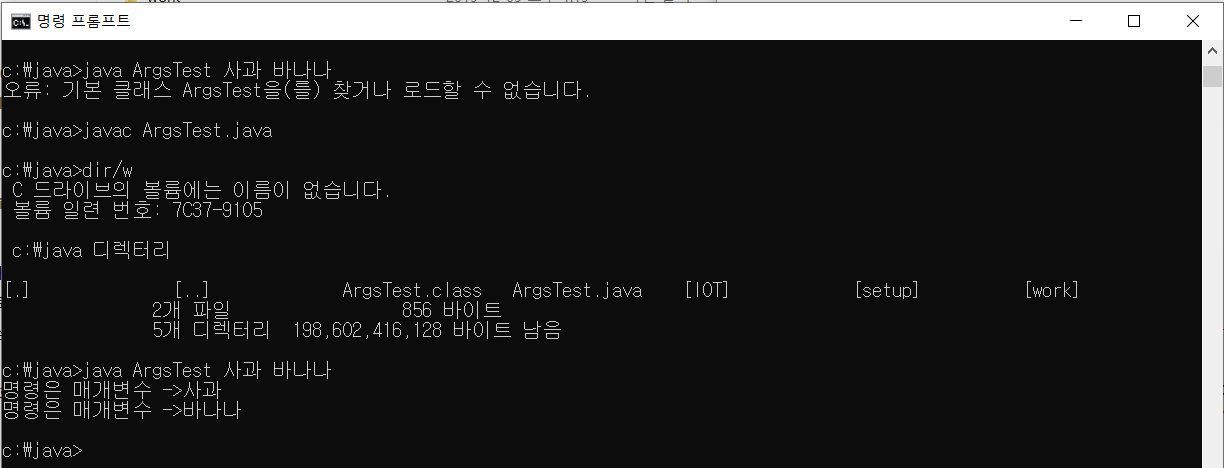 명령 프롬프트
c:₩java>java ArgsTest 사과 바나나
오류: 기본 클래스 ArgsTest을(를) 찾거나 로드할 수 없습니다.
c:₩java>javac ArgsTest.java
c:₩java>dir/w
C 드라이브의 볼륨에는 이름이 없습니다.
볼륨 일련 번호: 7C37-9105
c:₩java 디렉터리
[.] [..] ArgsTest.class ArgsTest.java [IOT] [setup] [work]
2개 파일 856 바이트
5개 디렉터리 198,602,416,128 바이트 남음
c:₩java>java ArgsTest 사과 바나나
명령은 매개변수 ->사과
명령은 매개변수 ->바나나
c:₩java>